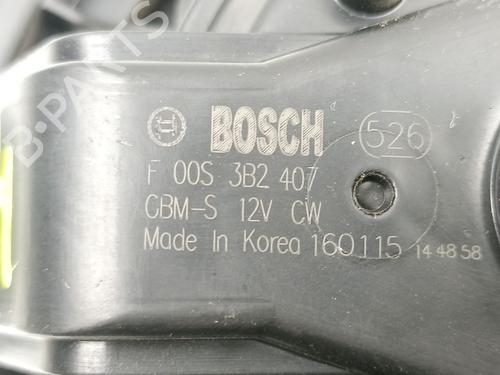 B-PARTS
BOSCH 526
F 00S 3B2 407
CBM-S 12V CW
Made In Korea 160115 14 48 58